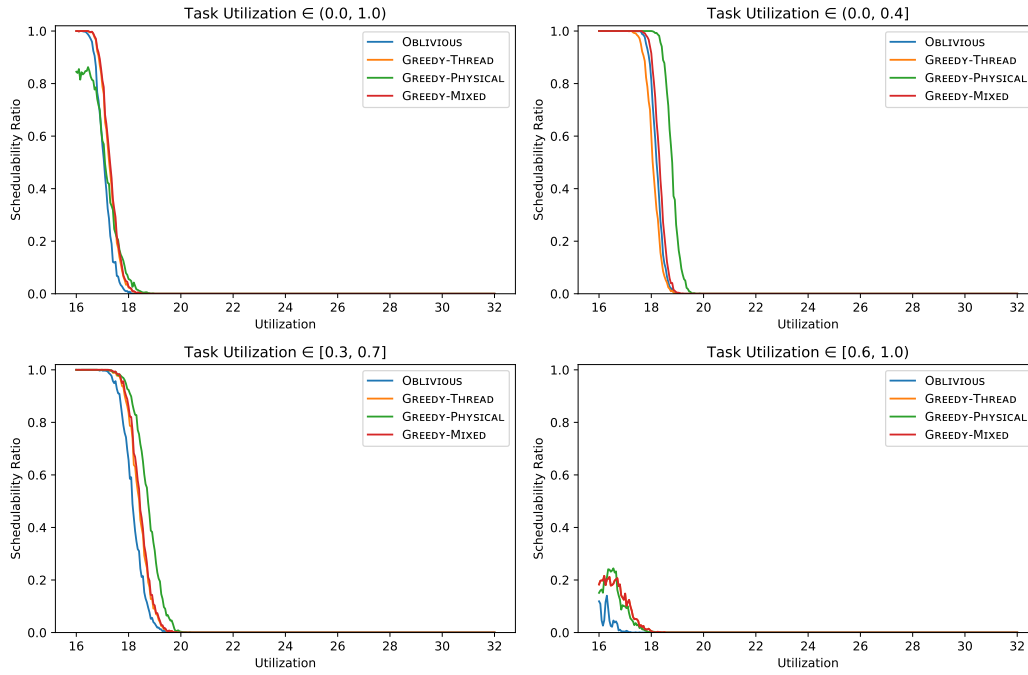 Task Utilization ∈ (0.0, 1.0)
Schedulability Ratio
1.0
0.8
0.6
0.4
0.2
0.0
Oblivious
Greedy-Thread
Greedy-Physical
Greedy-Mixed
16 18 20 22 24 26 28 30 32
Utilization
Task Utilization ∈ (0.0, 0.4]
Schedulability Ratio
1.0
0.8
0.6
0.4
0.2
0.0
Oblivious
Greedy-Thread
Greedy-Physical
Greedy-Mixed
16 18 20 22 24 26 28 30 32
Utilization
Task Utilization ∈ [0.3, 0.7]
Schedulability Ratio
1.0
0.8
0.6
0.4
0.2
0.0
Oblivious
Greedy-Thread
Greedy-Physical
Greedy-Mixed
16 18 20 22 24 26 28 30 32
Utilization
Task Utilization ∈ [0.6, 1.0)
Schedulability Ratio
1.0
0.8
0.6
0.4
0.2
0.0
Oblivious
Greedy-Thread
Greedy-Physical
Greedy-Mixed
16 18 20 22 24 26 28 30 32
Utilization